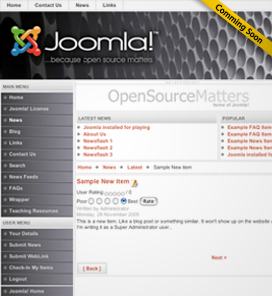 Home Contact Us News Links
Comming Soon
Joomla!™
...because open source matters
OpenSourceMatters
home of Joomla!
MAIN MENU
Home
Joomla! License
News
Blog
Links
Contact Us
Search
News Feeds
FAQs
Wrapper
Teaching Resources
USER MENU
Your Details
Submit News
Submit WebLink
Check-In My Items
Logout
Joomla! Home
LATEST NEWS
Joomla installed for playing
About Us
Newsflash 1
Newsflash 2
Newsflash 3
POPULAR
Example FAQ Item
Example News Item
Example FAQ Item
Example News Item
Joomla installed fo
Home News Latest Sample New item
Sample New item
User Rating: / 0
Poor Best Rate
Written by Administrator
Monday, 28 November 2005
This is a new item. Like a blog post or something similar. It won't show up on the website
I'm writing it as a Super Administrator user.
Next >
[ Back ]